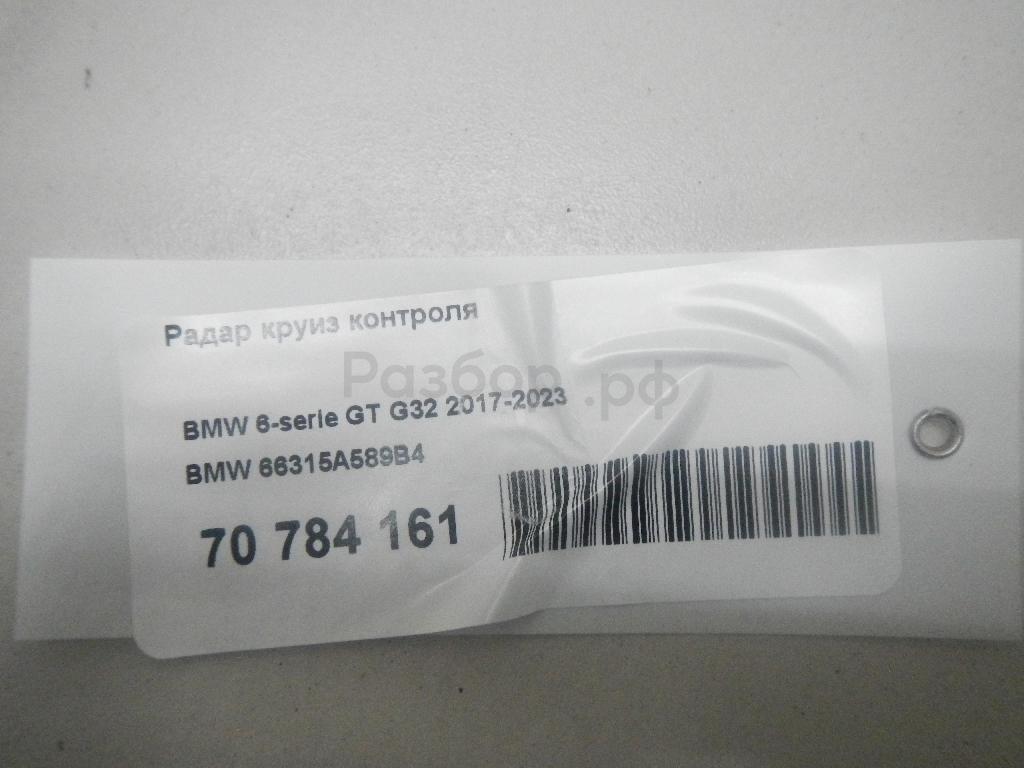 Радар круиз контроля
Разбор.рф
BMW 6-serie GT G32 2017-2023
BMW 66315A589B4
70 784 161